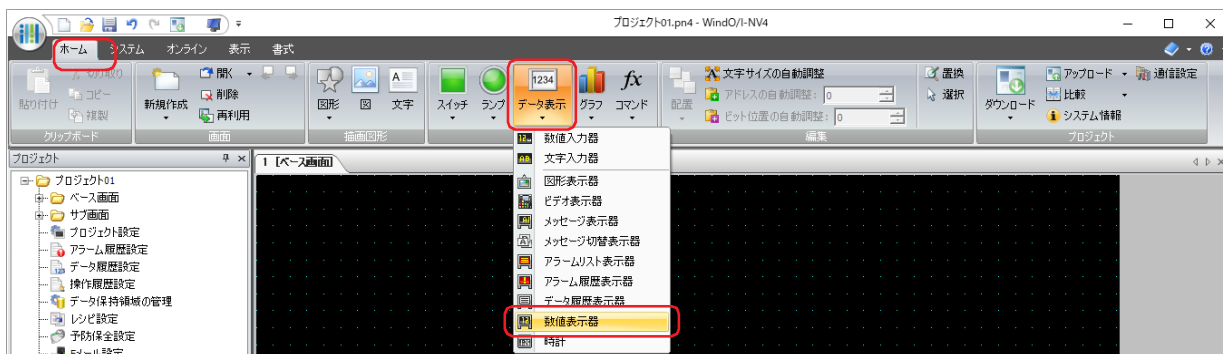 プロジェクト01.pn4 - WindO/I-NV4
ホーム システム オンライン 表示 書式
貼り付け 切り取り コピー 複製
新規作成 開く 削除 再利用
図形 図 文字
スイッチ ランプ 1234 データ表示 グラフ fx コマンド
配置 文字サイズの自動調整 アドレスの自動調整: 0 ビット位置の自動調整: 0
置換 選択
ダウンロード アップロード 比較 システム情報 通信設定
クリップボード 画面 描画図形 編集 プロジェクト
プロジェクト
1 [ベース画面]
プロジェクト01
ベース画面
サブ画面
プロジェクト設定
アラーム履歴設定
データ履歴設定
操作履歴設定
データ保持領域の管理
レシピ設定
予防保全設定
Eメール設定
数値入力器
文字入力器
図形表示器
ビデオ表示器
メッセージ表示器
メッセージ切替表示器
アラームリスト表示器
アラーム履歴表示器
データ履歴表示器
数値表示器
時計